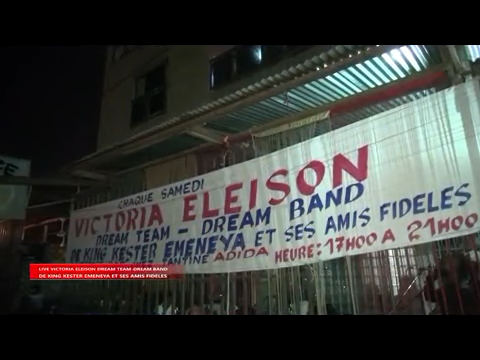 CHAQUE SAMEDI
VICTORIA ELEISON
DREAM TEAM - DREAM BAND
DE KING KESTER EMENEYA ET SES AMIS FIDELES
ADIDA HEURE: 17H00 A 21H00
LIVE VICTORIA ELEISON DREAM TEAM -DREAM BAND
DE KING KESTER EMENEYA ET SES AMIS FIDELES